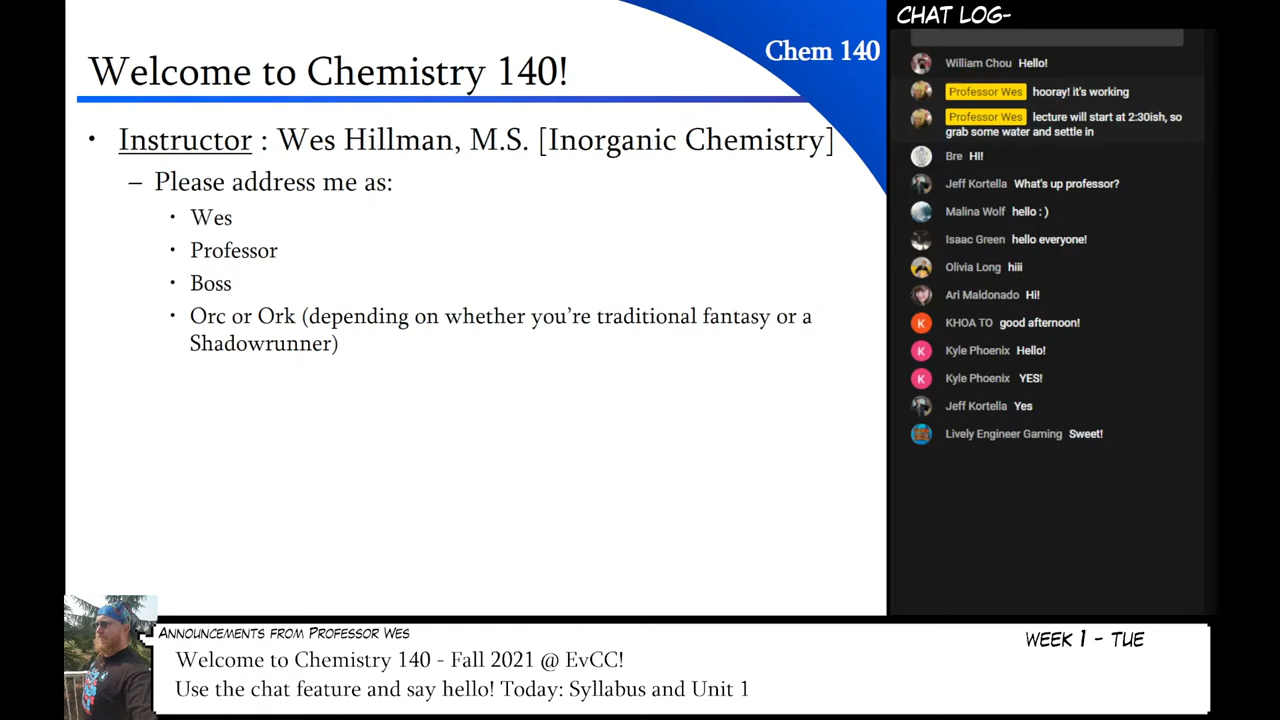 Chem 140
Welcome to Chemistry 140!
• Instructor : Wes Hillman, M.S. [Inorganic Chemistry]
– Please address me as:
• Wes
• Professor
• Boss
• Orc or Ork (depending on whether you're traditional fantasy or a
Shadowrunner)
CHAT LOG-
William Chou Hello!
Professor Wes hooray! it's working
Professor Wes lecture will start at 2:30ish, so
grab some water and settle in
Bre HI!
Jeff Kortella What's up professor?
Malina Wolf hello : )
Isaac Green hello everyone!
Olivia Long hiii
Ari Maldonado Hi!
K KHOA TO good afternoon!
K Kyle Phoenix Hello!
K Kyle Phoenix YES!
Jeff Kortella Yes
Lively Engineer Gaming Sweet!
ANNOUNCEMENTS FROM PROFESSOR WES
WEEK 1 - TUE
Welcome to Chemistry 140 - Fall 2021 @ EvCC!
Use the chat feature and say hello! Today: Syllabus and Unit 1